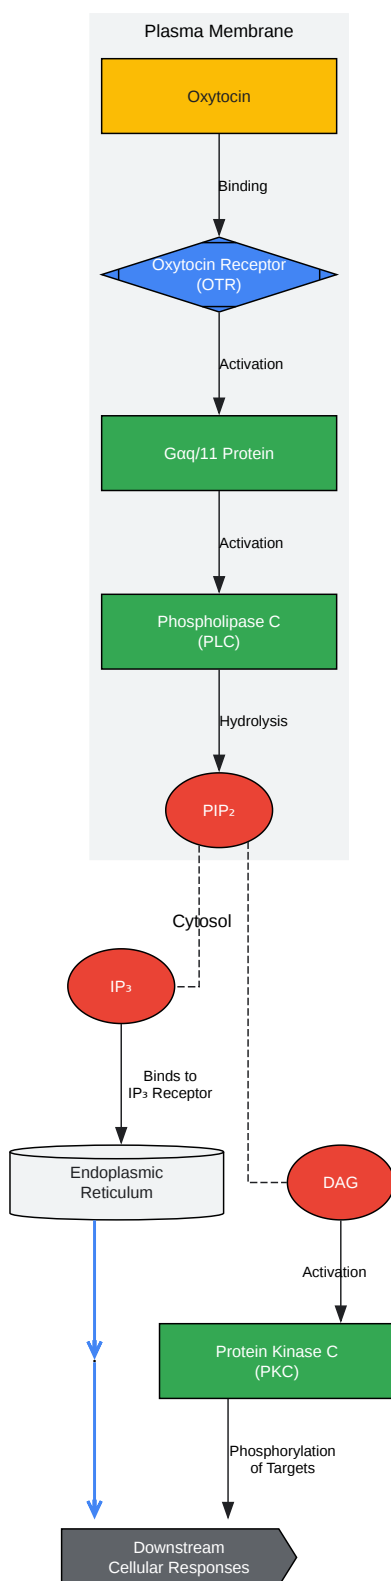 Plasma Membrane
Oxytocin
Binding
Oxytocin Receptor
(OTR)
Activation
Gαq/11 Protein
Activation
Phospholipase C
(PLC)
Hydrolysis
PIP₂
Cytosol
IP₃
Binds to
IP₃ Receptor
Endoplasmic
Reticulum
DAG
Activation
Protein Kinase C
(PKC)
Phosphorylation
of Targets
Downstream
Cellular Responses